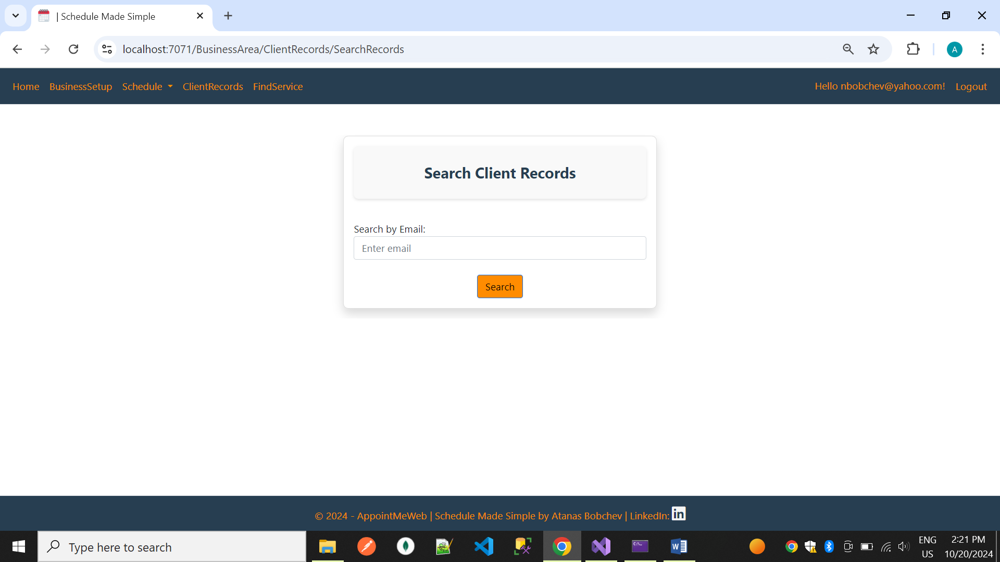 | Schedule Made Simple
localhost:7071/BusinessArea/ClientRecords/SearchRecords
A
Home BusinessSetup Schedule ClientRecords FindService Hello nbobchev@yahoo.com! Logout
Search Client Records
Search by Email:
Enter email
Search
© 2024 - AppointMeWeb | Schedule Made Simple by Atanas Bobchev | LinkedIn: in
Type here to search
ENG
US
2:21 PM
10/20/2024